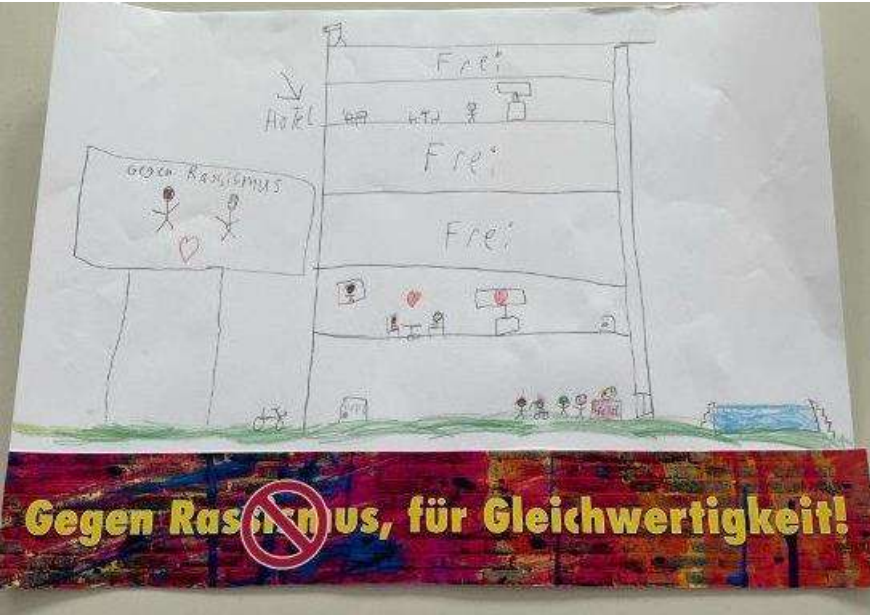 Frei
Hotel
Frei
Gegen Rassismus
Frei
Gegen Rassismus, für Gleichwertigkeit!